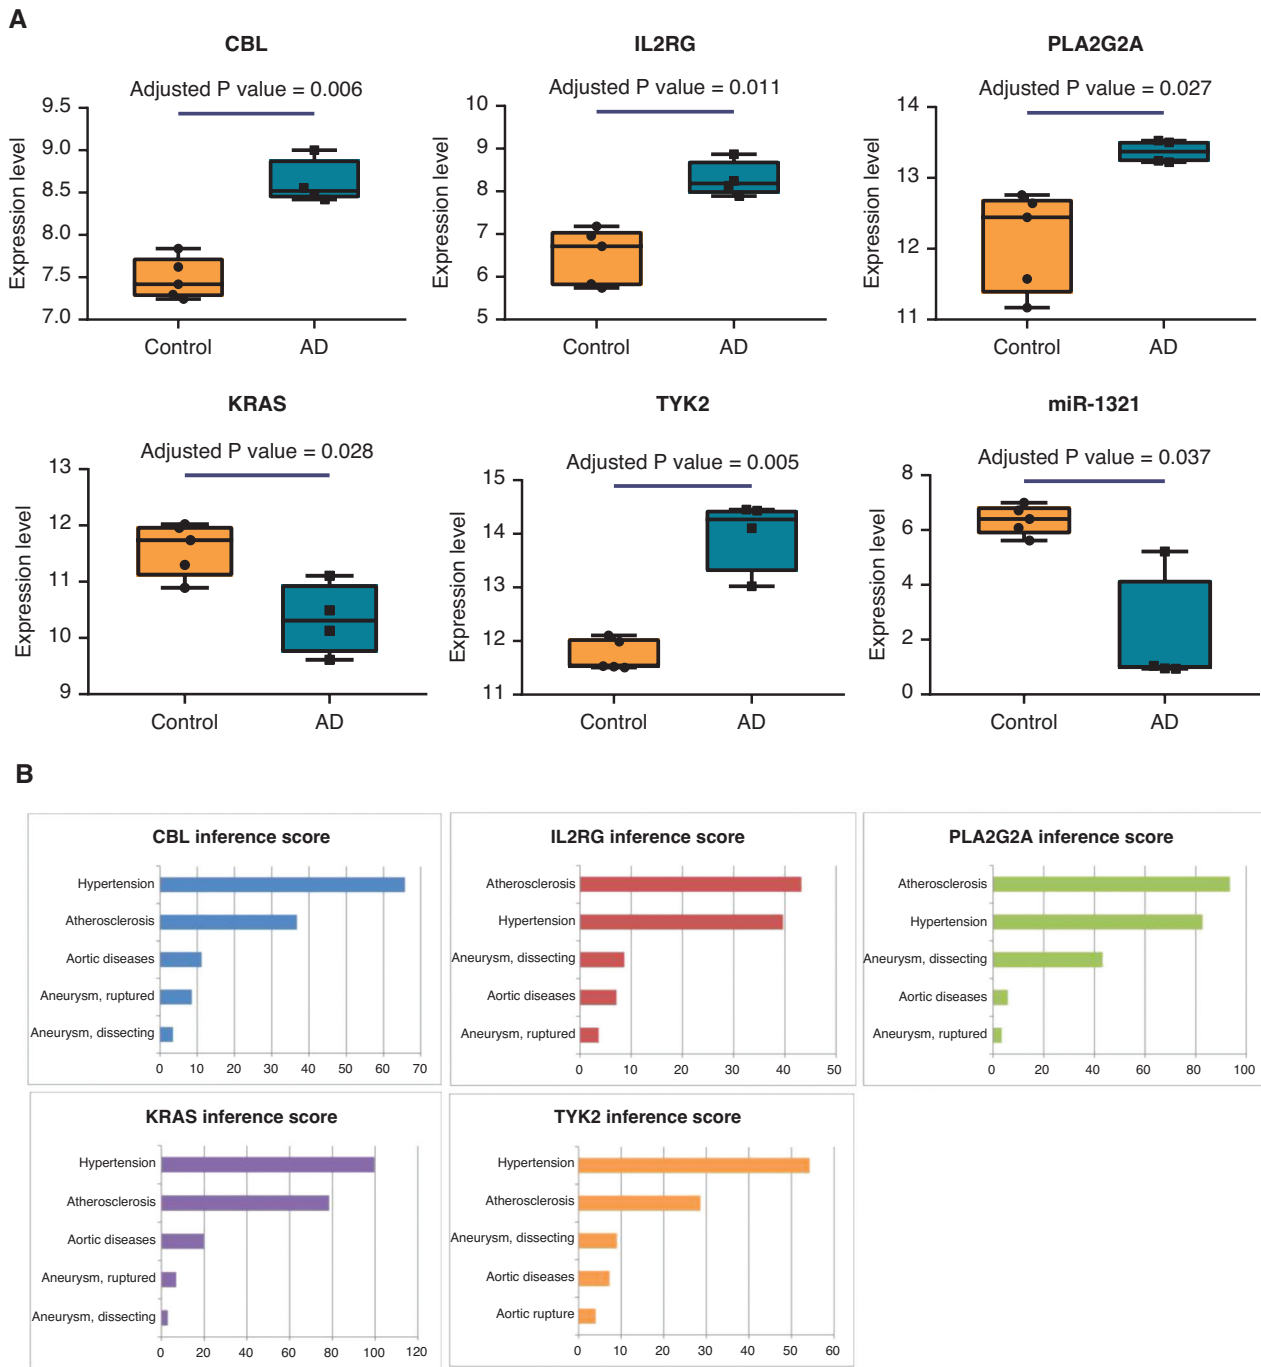 A
CBL
Adjusted P value = 0.006
Expression level
9.5
9.0
8.5
8.0
7.5
7.0
Control
AD
IL2RG
Adjusted P value = 0.011
Expression level
10
9
8
7
6
5
Control
AD
PLA2G2A
Adjusted P value = 0.027
Expression level
14
13
12
11
Control
AD
KRAS
Adjusted P value = 0.028
Expression level
13
12
11
10
9
Control
AD
TYK2
Adjusted P value = 0.005
Expression level
15
14
13
12
11
Control
AD
miR-1321
Adjusted P value = 0.037
Expression level
8
6
4
2
0
Control
AD
B
CBL inference score
Hypertension
Atherosclerosis
Aortic diseases
Aneurysm, ruptured
Aneurysm, dissecting
0 10 20 30 40 50 60 70
IL2RG inference score
Atherosclerosis
Hypertension
Aneurysm, dissecting
Aortic diseases
Aneurysm, ruptured
0 10 20 30 40 50
PLA2G2A inference score
Atherosclerosis
Hypertension
Aneurysm, dissecting
Aortic diseases
Aneurysm, ruptured
0 20 40 60 80 100
KRAS inference score
Hypertension
Atherosclerosis
Aortic diseases
Aneurysm, ruptured
Aneurysm, dissecting
0 20 40 60 80 100 120
TYK2 inference score
Hypertension
Atherosclerosis
Aneurysm, dissecting
Aortic diseases
Aortic rupture
0 10 20 30 40 50 60